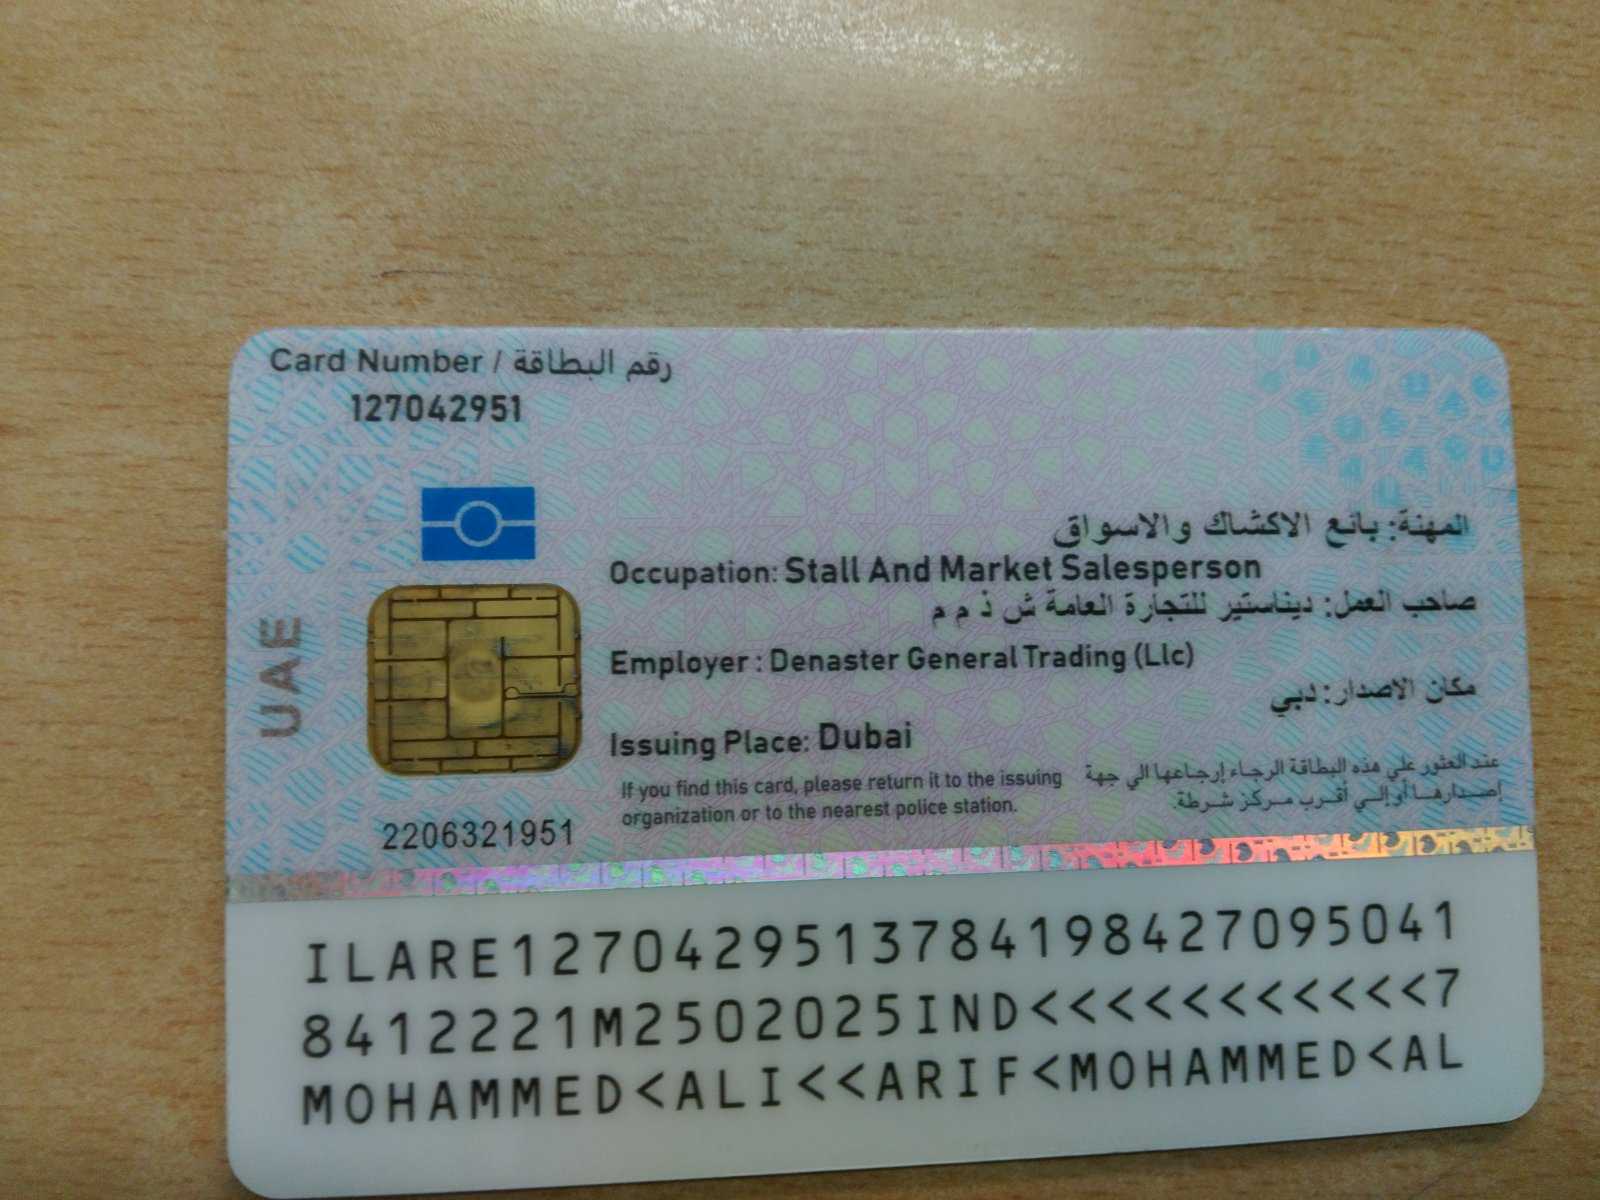 Card Number / رقم البطاقة
127042951
UAE
المهنة: بائع الاكشاك والاسواق
Occupation: Stall And Market Salesperson
صاحب العمل: ديناستير للتجارة العامة ش ذ م م
Employer : Denaster General Trading (Llc)
مكان الاصدار: دبي
Issuing Place: Dubai
عند العثور علي هذه البطاقة الرجاء إرجاعها الي جهة
إصدارها أوإلي أقرب مركز شرطة.
If you find this card, please return it to the issuing
organization or to the nearest police station.
2206321951
ILARE1270429513784198427095041
8412221M2502025IND<<<<<<<<<<<7
MOHAMMED<ALI<<ARIF<MOHAMMED<AL